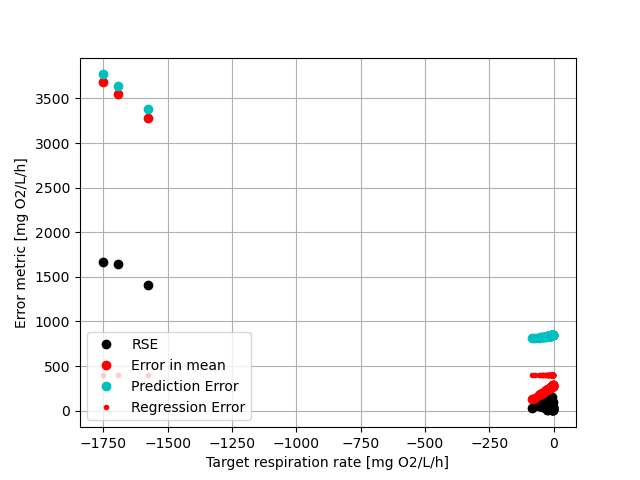 3500
3000
2500
2000
1500
1000
500
0
Error metric [mg O2/L/h]
RSE
Error in mean
Prediction Error
Regression Error
−1750 −1500 −1250 −1000 −750 −500 −250 0
Target respiration rate [mg O2/L/h]